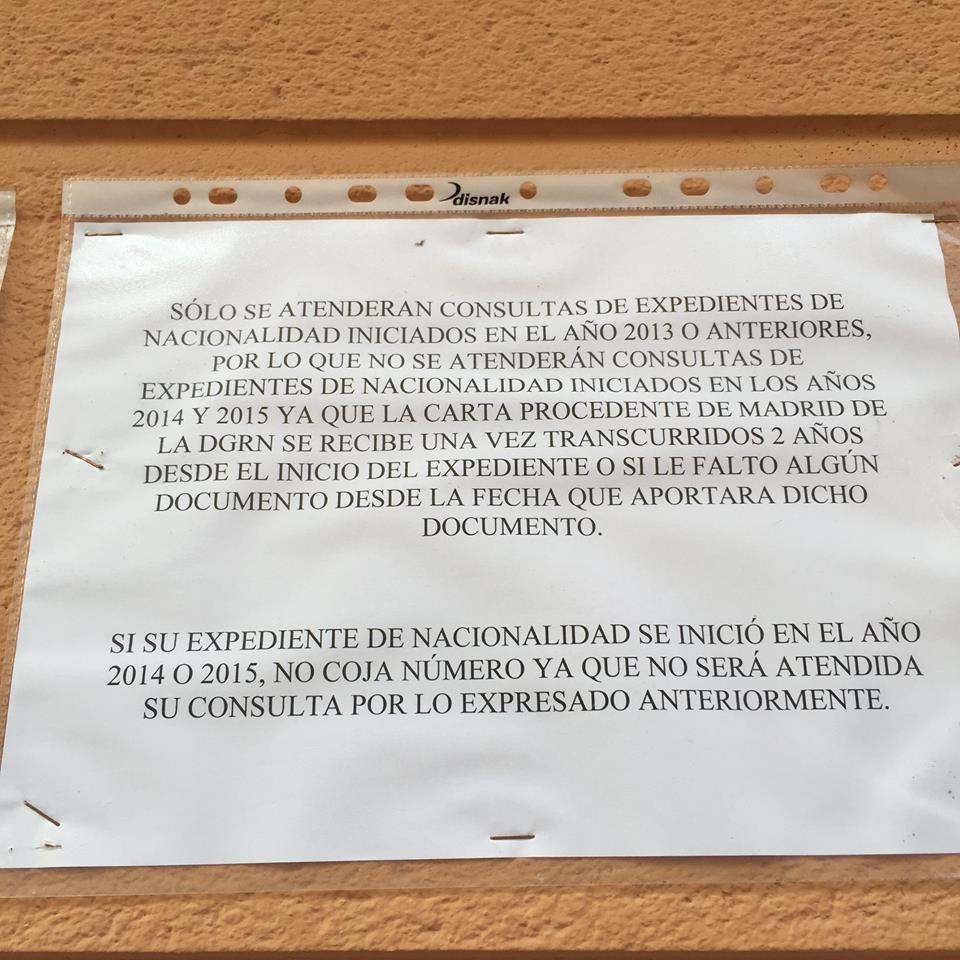 disnak
SÓLO SE ATENDERAN CONSULTAS DE EXPEDIENTES DE
NACIONALIDAD INICIADOS EN EL AÑO 2013 O ANTERIORES,
POR LO QUE NO SE ATENDERÁN CONSULTAS DE
EXPEDIENTES DE NACIONALIDAD INICIADOS EN LOS AÑOS
2014 Y 2015 YA QUE LA CARTA PROCEDENTE DE MADRID DE
LA DGRN SE RECIBE UNA VEZ TRANSCURRIDOS 2 AÑOS
DESDE EL INICIO DEL EXPEDIENTE O SI LE FALTO ALGÚN
DOCUMENTO DESDE LA FECHA QUE APORTARA DICHO
DOCUMENTO.
SI SU EXPEDIENTE DE NACIONALIDAD SE INICIÓ EN EL AÑO
2014 O 2015, NO COJA NÚMERO YA QUE NO SERÁ ATENDIDA
SU CONSULTA POR LO EXPRESADO ANTERIORMENTE.